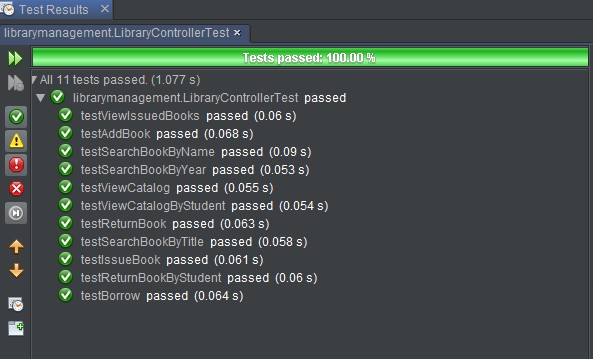 Test Results
librarymanagement.LibraryControllerTest
Tests passed: 100.00 %
All 11 tests passed. (1.077 s)
librarymanagement.LibraryControllerTest passed
testViewIssuedBooks passed (0.06 s)
testAddBook passed (0.068 s)
testSearchBookByName passed (0.09 s)
testSearchBookByYear passed (0.053 s)
testViewCatalog passed (0.055 s)
testViewCatalogByStudent passed (0.054 s)
testReturnBook passed (0.063 s)
testSearchBookByTitle passed (0.058 s)
testIssueBook passed (0.061 s)
testReturnBookByStudent passed (0.06 s)
testBorrow passed (0.064 s)